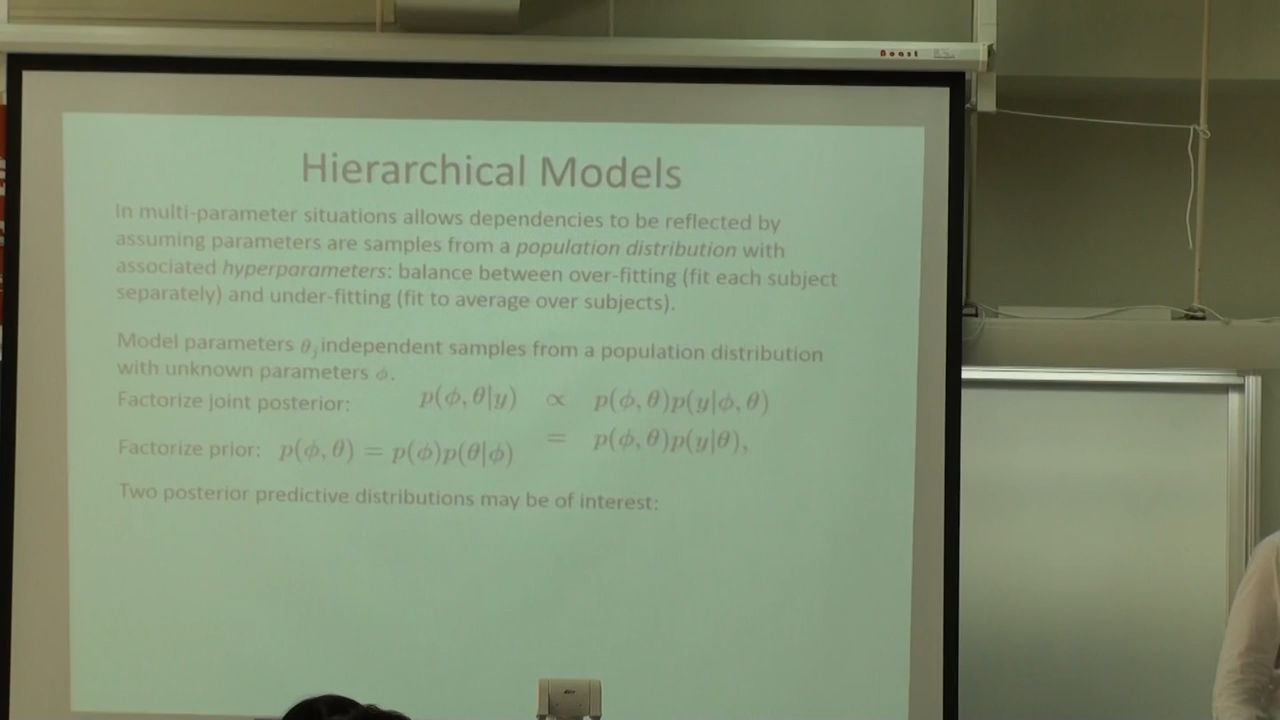 Boost
Hierarchical Models
In multi-parameter situations allows dependencies to be reflected by
assuming parameters are samples from a population distribution with
associated hyperparameters: balance between over-fitting (fit each subject
separately) and under-fitting (fit to average over subjects).
Model parameters θ_j independent samples from a population distribution
with unknown parameters ϕ.
Factorize joint posterior: p(ϕ, θ|y) ∝ p(ϕ, θ)p(y|ϕ, θ)
= p(ϕ, θ)p(y|θ),
Factorize prior: p(ϕ, θ) = p(ϕ)p(θ|ϕ)
Two posterior predictive distributions may be of interest: